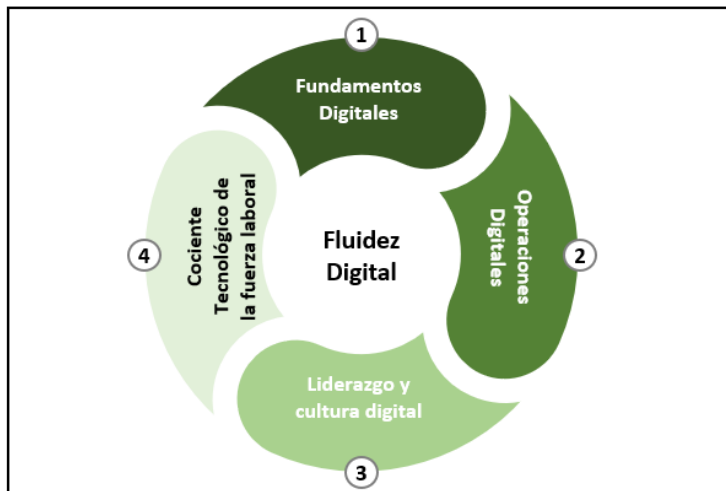 1
Fundamentos
Digitales
Operaciones
Digitales
2
Liderazgo y
cultura digital
3
Cociente
Tecnológico de
la fuerza laboral
4
Fluidez
Digital